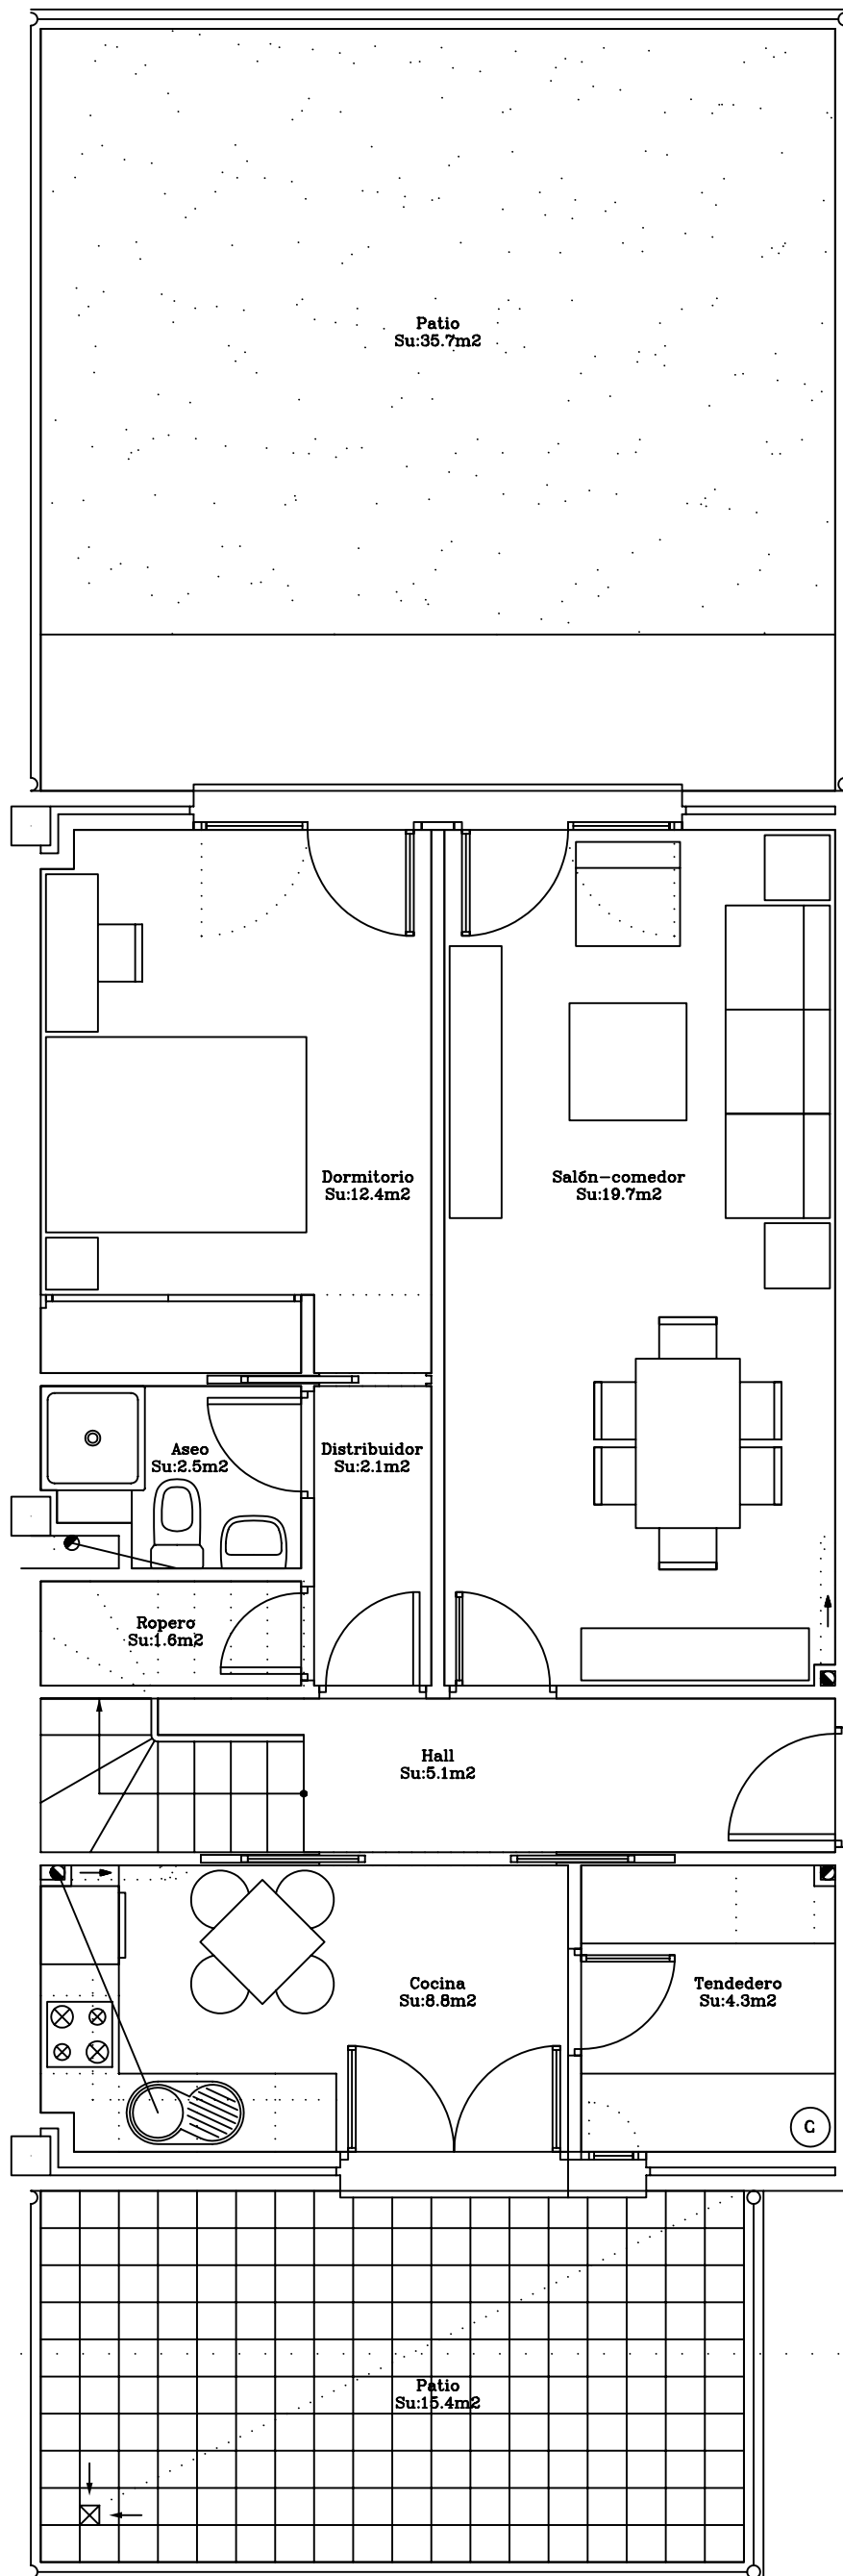 Patio
Su:35.7m2
Dormitorio
Su:12.4m2
Salón-comedor
Su:19.7m2
Aseo
Su:2.5m2
Distribuidor
Su:2.1m2
Ropero
Su:1.6m2
Hall
Su:5.1m2
Cocina
Su:8.8m2
Tendedero
Su:4.3m2
C
Patio
Su:15.4m2